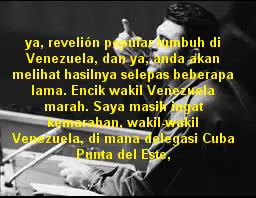 ya, revelión popular tumbuh di
Venezuela, dan ya, anda akan
melihat hasilnya selepas beberapa
lama. Encik wakil Venezuela
marah. Saya masih ingat
kemarahan, wakil-wakil
Venezuela, di mana delegasi Cuba
Punta del Este,